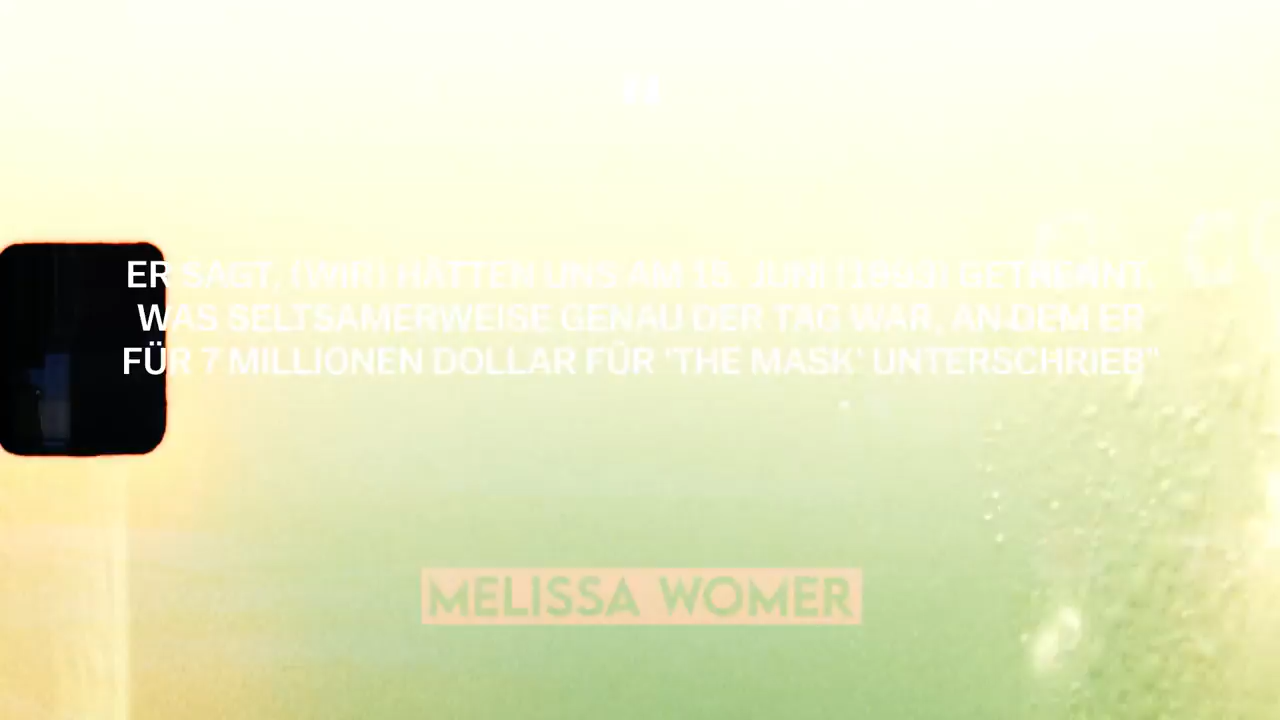 "
ER SAGT, (WIR) HÄTTEN UNS AM 15. JUNI (1993) GETRENNT,
WAS SELTSAMERWEISE GENAU DER TAG WAR, AN DEM ER
FÜR 7 MILLIONEN DOLLAR FÜR 'THE MASK' UNTERSCHRIEB"
MELISSA WOMER